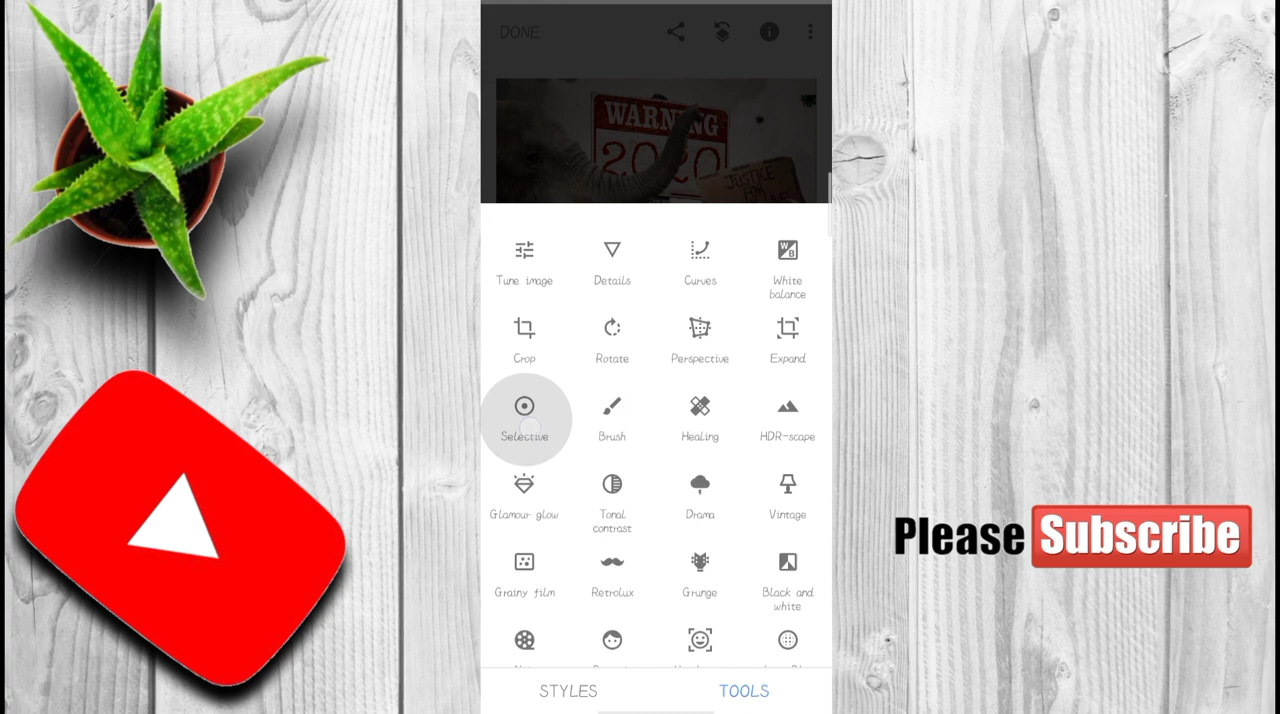 DONE
WARNING
2020
JUSTICE
FOR
Tune image
Details
Curves
White
balance
Crop
Rotate
Perspective
Expand
Selective
Brush
Healing
HDR-scape
Glamour glow
Tonal
contrast
Drama
Vintage
Grainy film
Retrolux
Grunge
Black and
white
STYLES
TOOLS
Please Subscribe